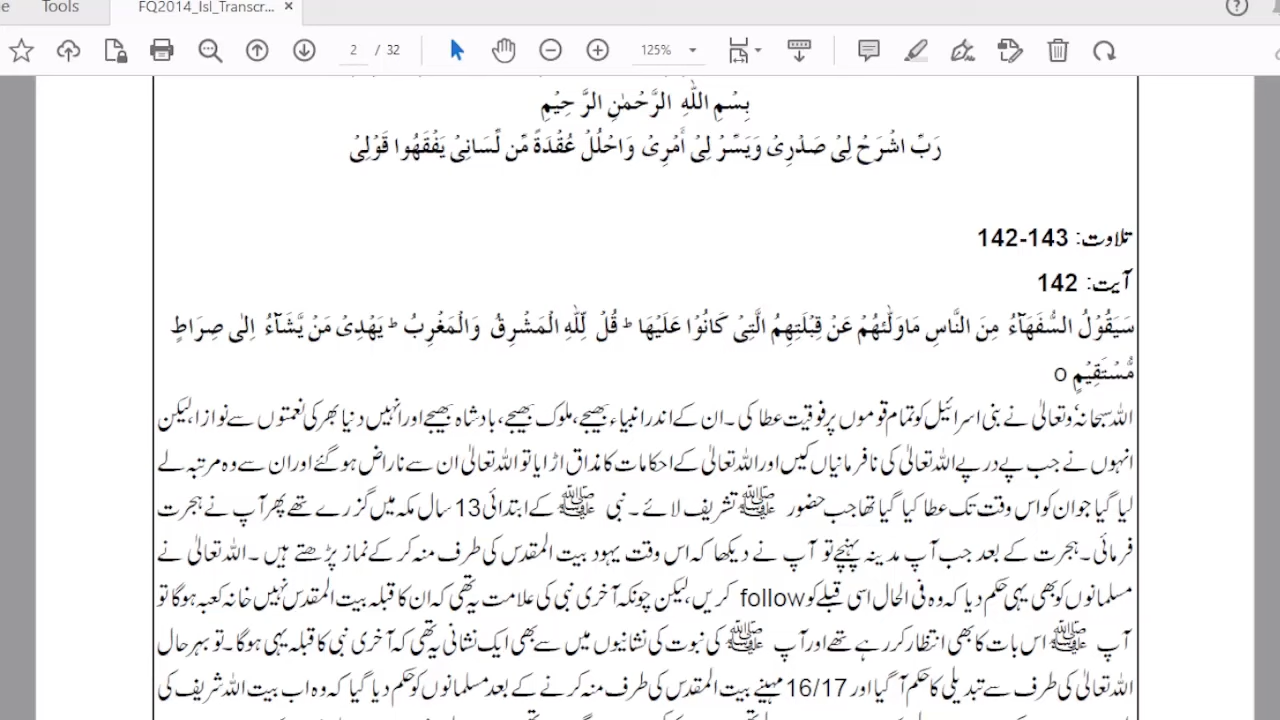 e Tools FQ2014_Isl_Transcr... ×
2 / 32 125%
بِسْمِ اللّٰهِ الرَّحْمٰنِ الرَّحِيْمِ
رَبِّ اشْرَحْ لِیْ صَدْرِیْ وَيَسِّرْ لِیْ أَمْرِیْ وَاحْلُلْ عُقْدَةً مِّن لِّسَانِیْ يَفْقَهُوا قَوْلِیْ
تلاوت: 143-142
آیت: 142
سَيَقُوْلُ السُّفَهَآءُ مِنَ النَّاسِ مَاوَلّٰىهُمْ عَنْ قِبْلَتِهِمُ الَّتِیْ كَانُوْا عَلَيْهَا ط قُلْ لِّلّٰهِ الْمَشْرِقُ وَالْمَغْرِبُ ط يَهْدِیْ مَنْ يَّشَآءُ اِلٰی صِرَاطٍ
مُّسْتَقِيْمٍ o
اللہ سبحانہٗ وتعالیٰ نے بنی اسرائیل کو تمام قوموں پر فوقیت عطا کی۔ ان کے اندر انبیاء بھیجے، ملوک بھیجے، بادشاہ بھیجے اور انہیں دنیا بھر کی نعمتوں سے نوازا، لیکن
انہوں نے جب پے در پے اللہ تعالیٰ کی نافرمانیاں کیں اور اللہ تعالیٰ کے احکامات کا مذاق اڑایا تو اللہ تعالیٰ ان سے ناراض ہو گئے اور ان سے وہ مرتبہ لے
لیا گیا جو ان کو اس وقت تک عطا کیا گیا تھا جب حضور ﷺ تشریف لائے۔ نبی ﷺ کے ابتدائی 13 سال مکہ میں گزرے تھے پھر آپ نے ہجرت
فرمائی۔ ہجرت کے بعد جب آپ مدینہ پہنچے تو آپ نے دیکھا کہ اس وقت یہود بیت المقدس کی طرف منہ کر کے نماز پڑھتے ہیں۔ اللہ تعالیٰ نے
مسلمانوں کو بھی یہی حکم دیا کہ وہ فی الحال اسی قبلے کو follow کریں، لیکن چونکہ آخری نبی کی علامت یہ تھی کہ ان کا قبلہ بیت المقدس نہیں خانہ کعبہ ہوگا تو
آپ ﷺ اس بات کا بھی انتظار کر رہے تھے اور آپ ﷺ کی نبوت کی نشانیوں میں سے بھی ایک نشانی یہ تھی کہ آخری نبی کا قبلہ یہی ہوگا۔ تو بہرحال
اللہ تعالیٰ کی طرف سے تبدیلی کا حکم آ گیا اور 16/17 مہینے بیت المقدس کی طرف منہ کرنے کے بعد مسلمانوں کو حکم دیا گیا کہ وہ اب بیت اللہ شریف کی